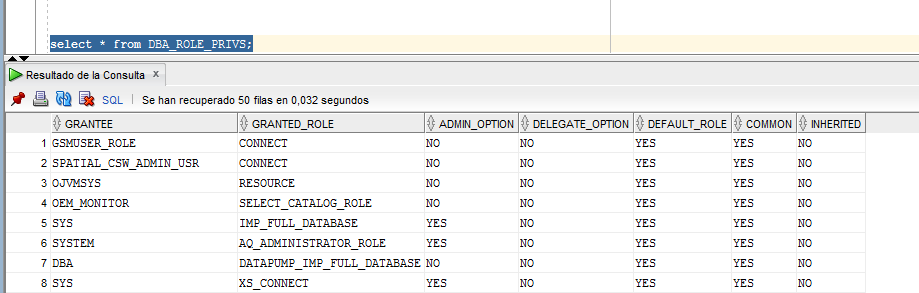 select * from DBA_ROLE_PRIVS;
Resultado de la Consulta x
SQL | Se han recuperado 50 filas en 0,032 segundos
GRANTEE GRANTED_ROLE ADMIN_OPTION DELEGATE_OPTION DEFAULT_ROLE COMMON INHERITED
1 GSMUSER_ROLE CONNECT NO NO YES YES NO
2 SPATIAL_CSW_ADMIN_USR CONNECT NO NO YES YES NO
3 OJVMSYS RESOURCE NO NO YES YES NO
4 OEM_MONITOR SELECT_CATALOG_ROLE NO NO YES YES NO
5 SYS IMP_FULL_DATABASE YES NO YES YES NO
6 SYSTEM AQ_ADMINISTRATOR_ROLE YES NO YES YES NO
7 DBA DATAPUMP_IMP_FULL_DATABASE NO NO YES YES NO
8 SYS XS_CONNECT YES NO YES YES NO